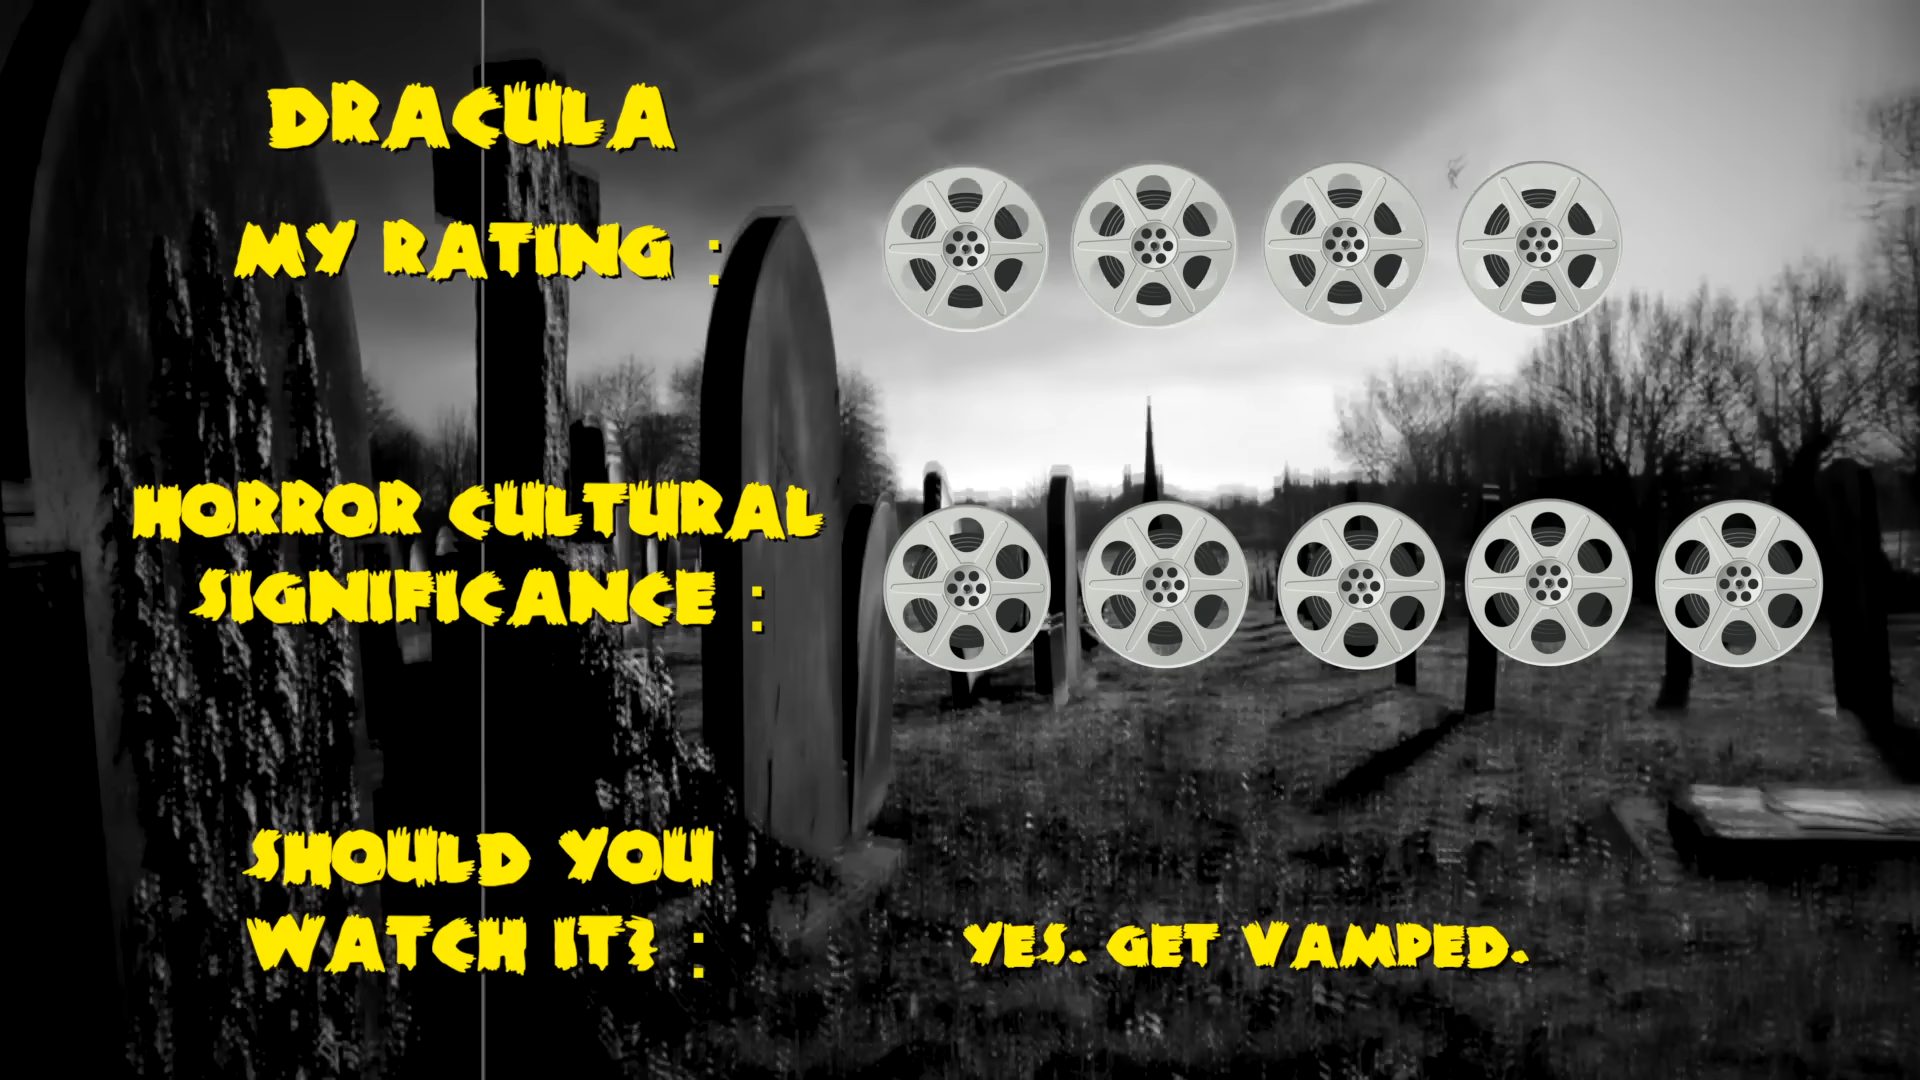 DRACULA
MY RATING :
HORROR CULTURAL
SIGNIFICANCE :
SHOULD YOU
WATCH IT? :
YES. GET VAMPED.